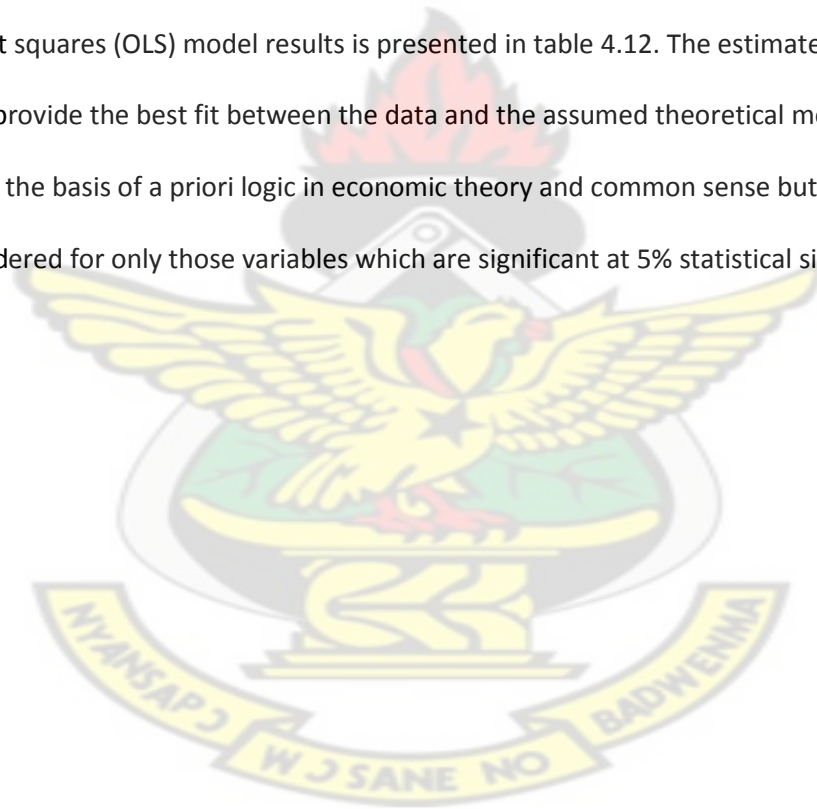 t squares (OLS) model results is presented in table 4.12. The estimate
provide the best fit between the data and the assumed theoretical m
the basis of a priori logic in economic theory and common sense but
dered for only those variables which are significant at 5% statistical si
NYANSAPƆ WƆSANE NO BADWENMA